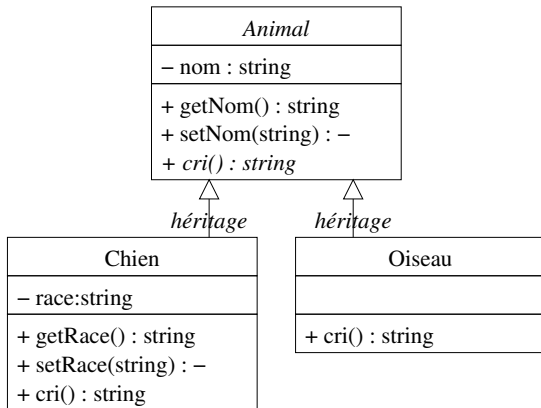 Animal
− nom : string
+ getNom() : string
+ setNom(string) : −
+ cri() : string
héritage
héritage
Chien
− race:string
+ getRace() : string
+ setRace(string) : −
+ cri() : string
Oiseau
+ cri() : string